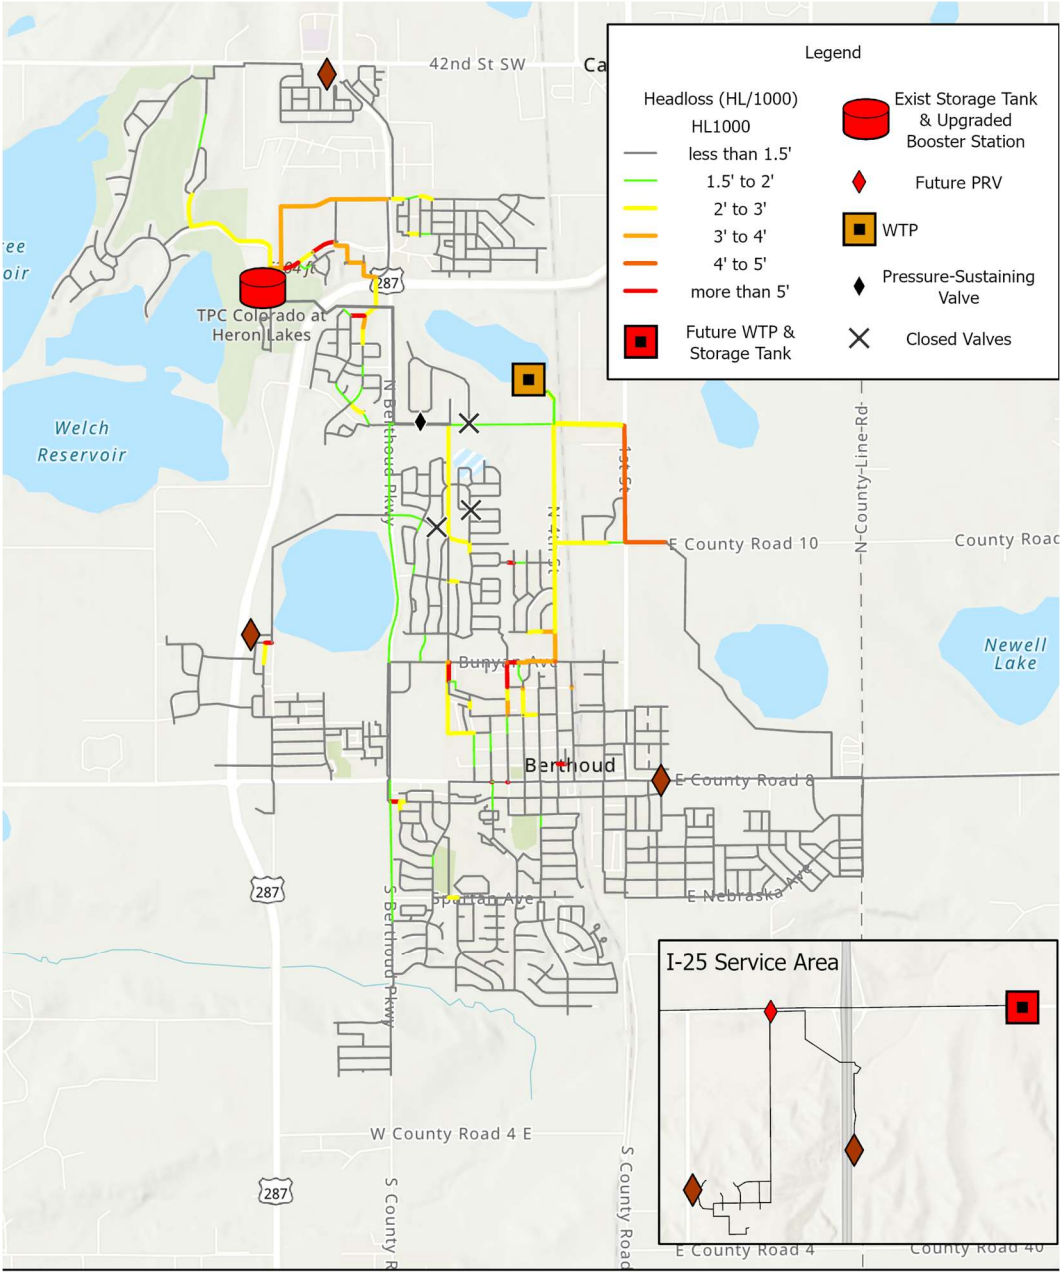 42nd St SW
Ca
Legend
Headloss (HL/1000)
HL1000
less than 1.5'
1.5' to 2'
2' to 3'
3' to 4'
4' to 5'
more than 5'
Future WTP &
Storage Tank
Exist Storage Tank
& Upgraded
Booster Station
Future PRV
WTP
Pressure-Sustaining
Valve
Closed Valves
ree
oir
287
TPC Colorado at
Heron Lakes
Welch
Reservoir
N Berthoud Pkwy
1st St
N 4th St
N-County-Line-Rd-
E County Road 10
County Road
Bunyan Ave
Newell
Lake
Berthoud
E County Road 8
287
S Berthoud Pkwy
Spartan Ave
E Nebraska Ave
I-25 Service Area
W County Road 4 E
287
S County R
S County Road
E County Road 4
County Road 40